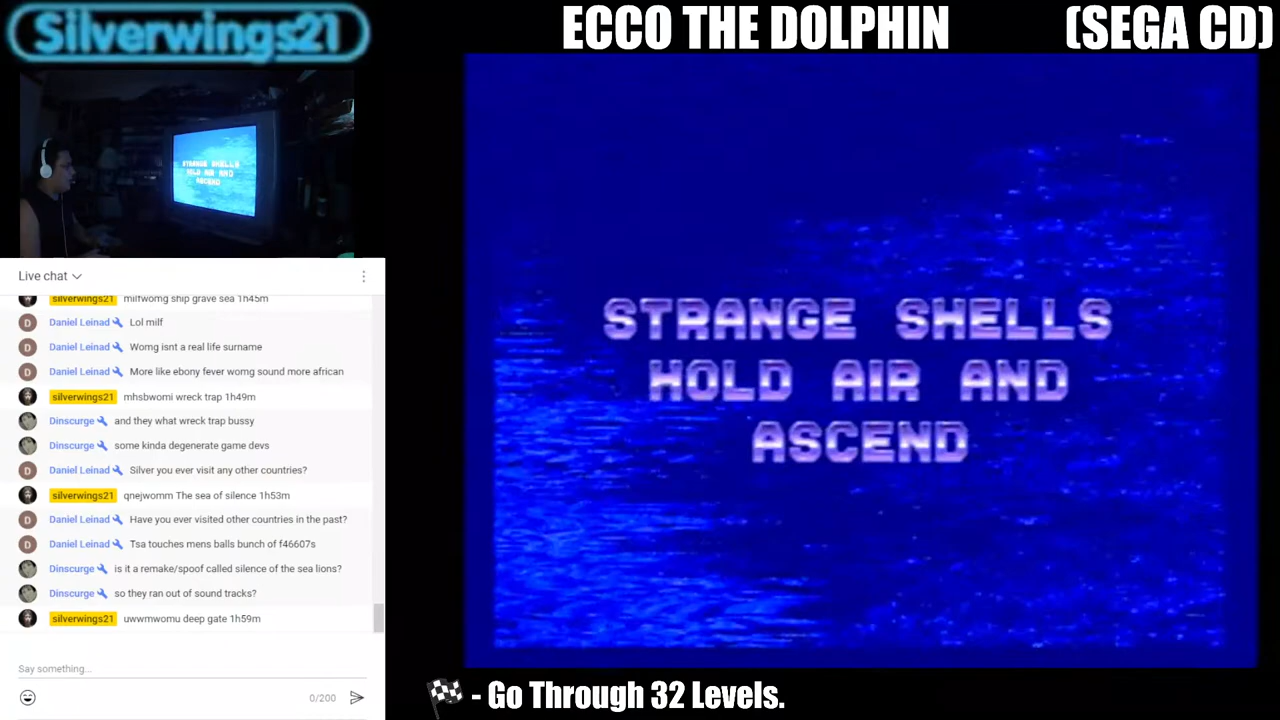 Silverwings21
ECCO THE DOLPHIN (SEGA CD)
STRANGE SHELLS
HOLD AIR AND
ASCEND
Live chat
silverwings21 milfwomg ship grave sea 1h45m
Daniel Leinad Lol milf
Daniel Leinad Womg isnt a real life surname
Daniel Leinad More like ebony fever womg sound more african
silverwings21 mhsbwomi wreck trap 1h49m
Dinscurge and they what wreck trap bussy
Dinscurge some kinda degenerate game devs
Daniel Leinad Silver you ever visit any other countries?
silverwings21 qnejwomm The sea of silence 1h53m
Daniel Leinad Have you ever visited other countries in the past?
Daniel Leinad Tsa touches mens balls bunch of f46607s
Dinscurge is it a remake/spoof called silence of the sea lions?
Dinscurge so they ran out of sound tracks?
silverwings21 uwwmwomu deep gate 1h59m
Say something...
0/200
STRANGE SHELLS
HOLD AIR AND
ASCEND
- Go Through 32 Levels.